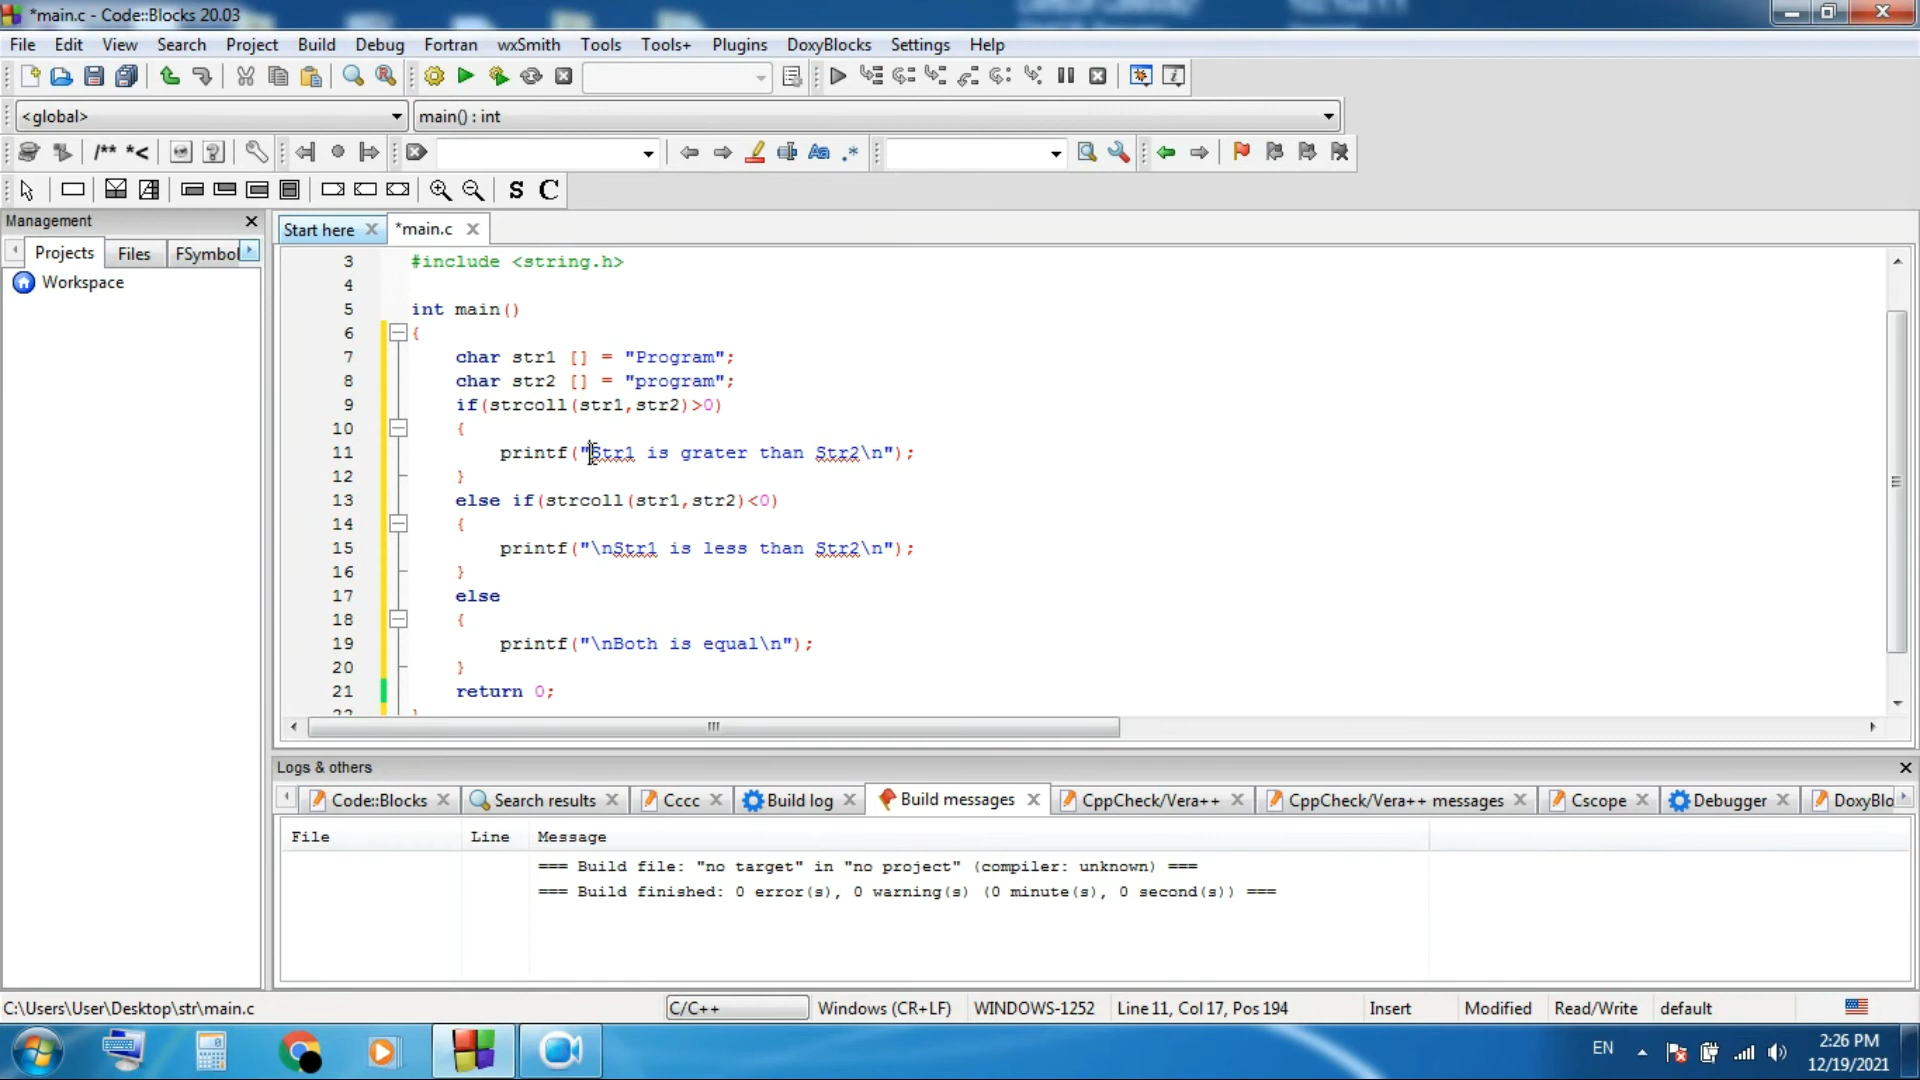 *main.c - Code::Blocks 20.03
File Edit View Search Project Build Debug Fortran wxSmith Tools Tools+ Plugins DoxyBlocks Settings Help
<global> main() : int
/** *<
S C
Management
Projects Files FSymbol
Workspace
Start here *main.c
3 #include <string.h>
4
5 int main()
6 {
7 char str1 [] = "Program";
8 char str2 [] = "program";
9 if(strcoll(str1,str2)>0)
10 {
11 printf("Str1 is grater than Str2\n");
12 }
13 else if(strcoll(str1,str2)<0)
14 {
15 printf("\nStr1 is less than Str2\n");
16 }
17 else
18 {
19 printf("\nBoth is equal\n");
20 }
21 return 0;
Logs & others
Code::Blocks Search results Cccc Build log Build messages CppCheck/Vera++ CppCheck/Vera++ messages Cscope Debugger DoxyBlo
File Line Message
=== Build file: "no target" in "no project" (compiler: unknown) ===
=== Build finished: 0 error(s), 0 warning(s) (0 minute(s), 0 second(s)) ===
C:\Users\User\Desktop\str\main.c C/C++ Windows (CR+LF) WINDOWS-1252 Line 11, Col 17, Pos 194 Insert Modified Read/Write default
EN 2:26 PM
12/19/2021